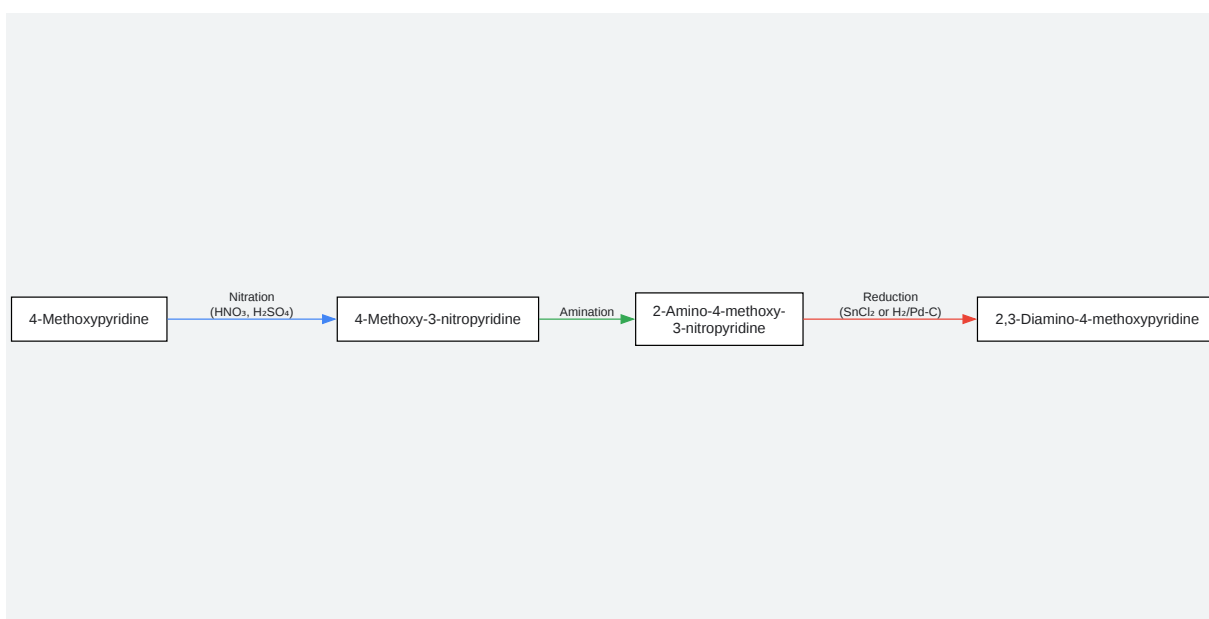 4-Methoxypyridine
Nitration
(HNO₃, H₂SO₄)
4-Methoxy-3-nitropyridine
Amination
2-Amino-4-methoxy-
3-nitropyridine
Reduction
(SnCl₂ or H₂/Pd-C)
2,3-Diamino-4-methoxypyridine